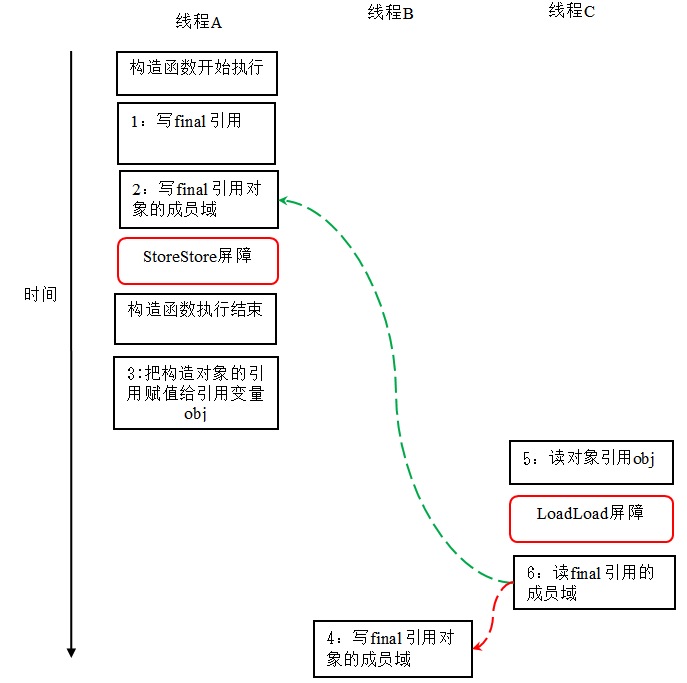 线程A
线程B
线程C
构造函数开始执行
1：写final 引用
2：写final 引用对
象的成员域
StoreStore屏障
时间
构造函数执行结束
3:把构造对象的引
用赋值给引用变量
obj
5：读对象引用obj
LoadLoad屏障
6：读final 引用的
成员域
4：写final 引用对
象的成员域